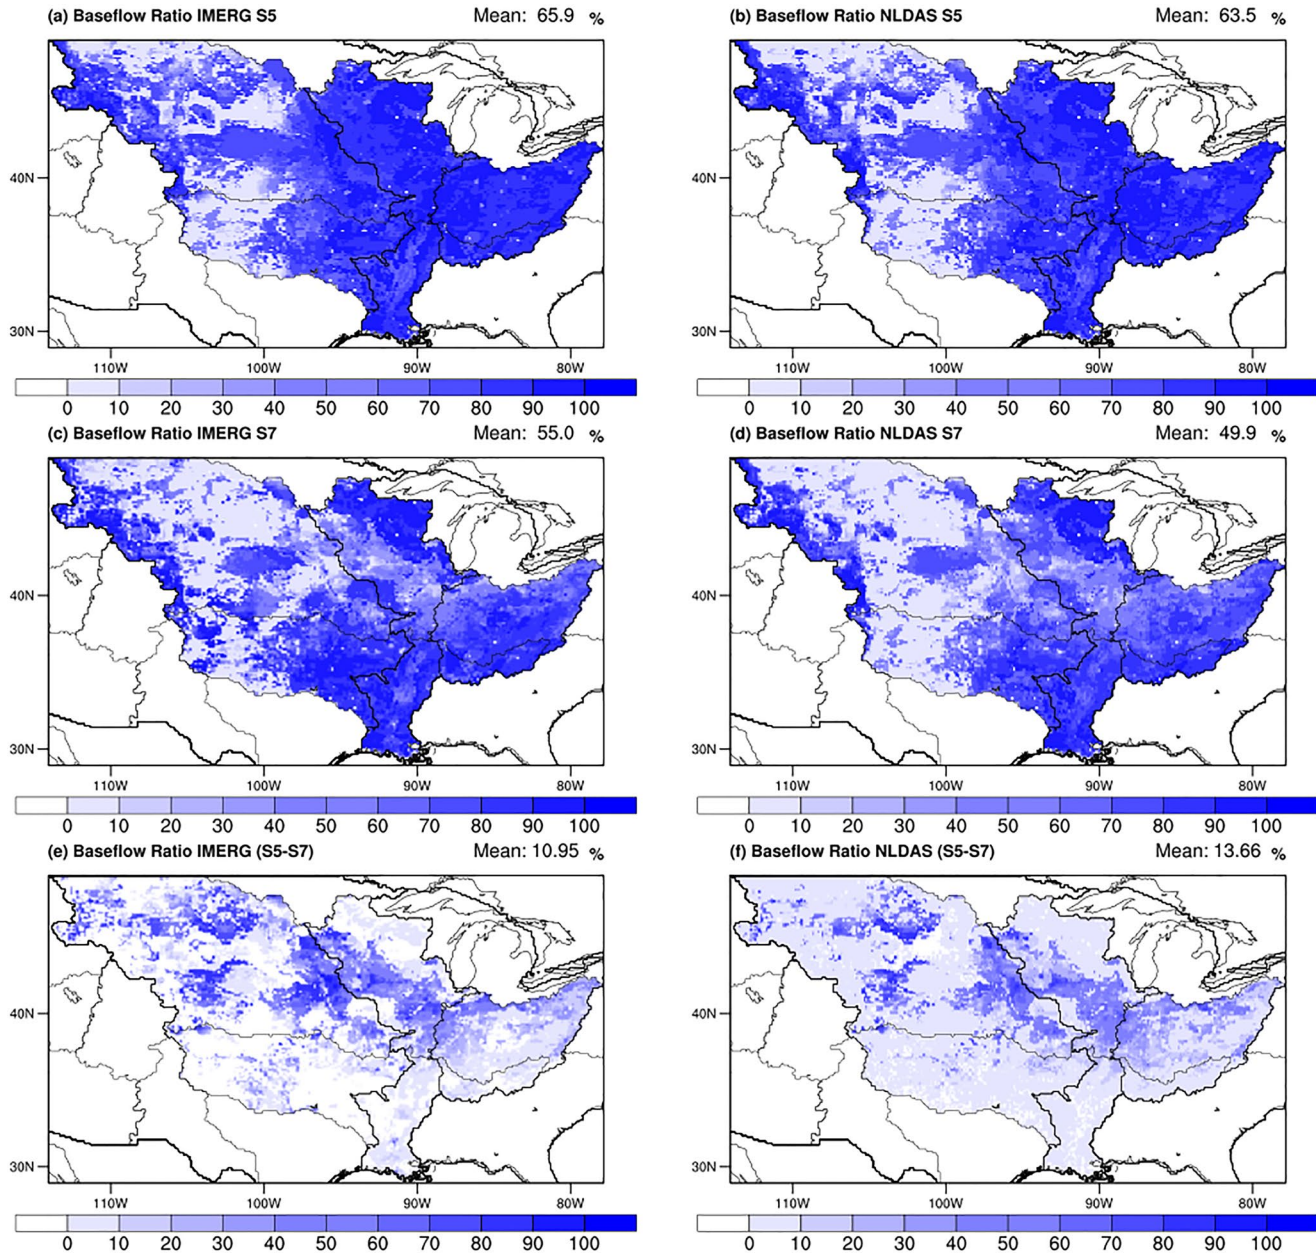 (a) Baseflow Ratio IMERG S5 Mean: 65.9 %
40N
30N
110W 100W 90W 80W
0 10 20 30 40 50 60 70 80 90 100
(b) Baseflow Ratio NLDAS S5 Mean: 63.5 %
40N
30N
110W 100W 90W 80W
0 10 20 30 40 50 60 70 80 90 100
(c) Baseflow Ratio IMERG S7 Mean: 55.0 %
40N
30N
110W 100W 90W 80W
0 10 20 30 40 50 60 70 80 90 100
(d) Baseflow Ratio NLDAS S7 Mean: 49.9 %
40N
30N
110W 100W 90W 80W
0 10 20 30 40 50 60 70 80 90 100
(e) Baseflow Ratio IMERG (S5-S7) Mean: 10.95 %
40N
30N
110W 100W 90W 80W
0 10 20 30 40 50 60 70 80 90 100
(f) Baseflow Ratio NLDAS (S5-S7) Mean: 13.66 %
40N
30N
110W 100W 90W 80W
0 10 20 30 40 50 60 70 80 90 100